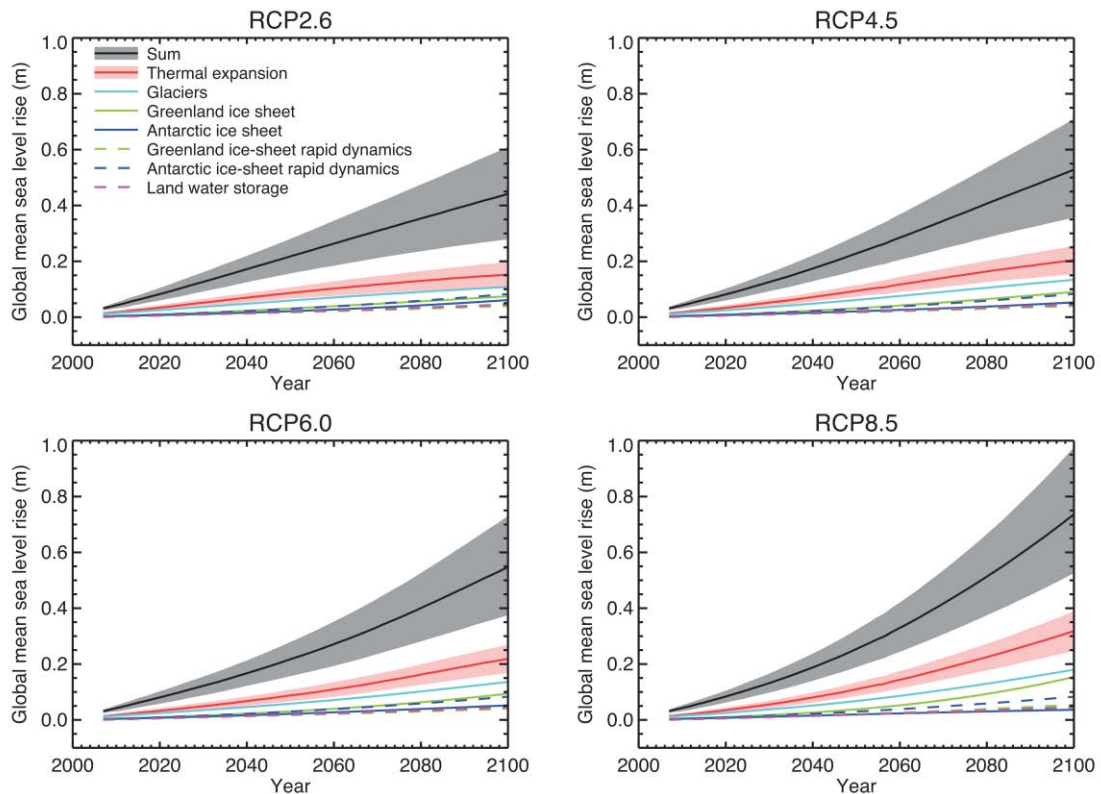 RCP2.6
Global mean sea level rise (m)
1.0
0.8
0.6
0.4
0.2
0.0
Sum
Thermal expansion
Glaciers
Greenland ice sheet
Antarctic ice sheet
Greenland ice-sheet rapid dynamics
Antarctic ice-sheet rapid dynamics
Land water storage
2000 2020 2040 2060 2080 2100
Year
RCP4.5
Global mean sea level rise (m)
1.0
0.8
0.6
0.4
0.2
0.0
2000 2020 2040 2060 2080 2100
Year
RCP6.0
Global mean sea level rise (m)
1.0
0.8
0.6
0.4
0.2
0.0
2000 2020 2040 2060 2080 2100
Year
RCP8.5
Global mean sea level rise (m)
1.0
0.8
0.6
0.4
0.2
0.0
2000 2020 2040 2060 2080 2100
Year